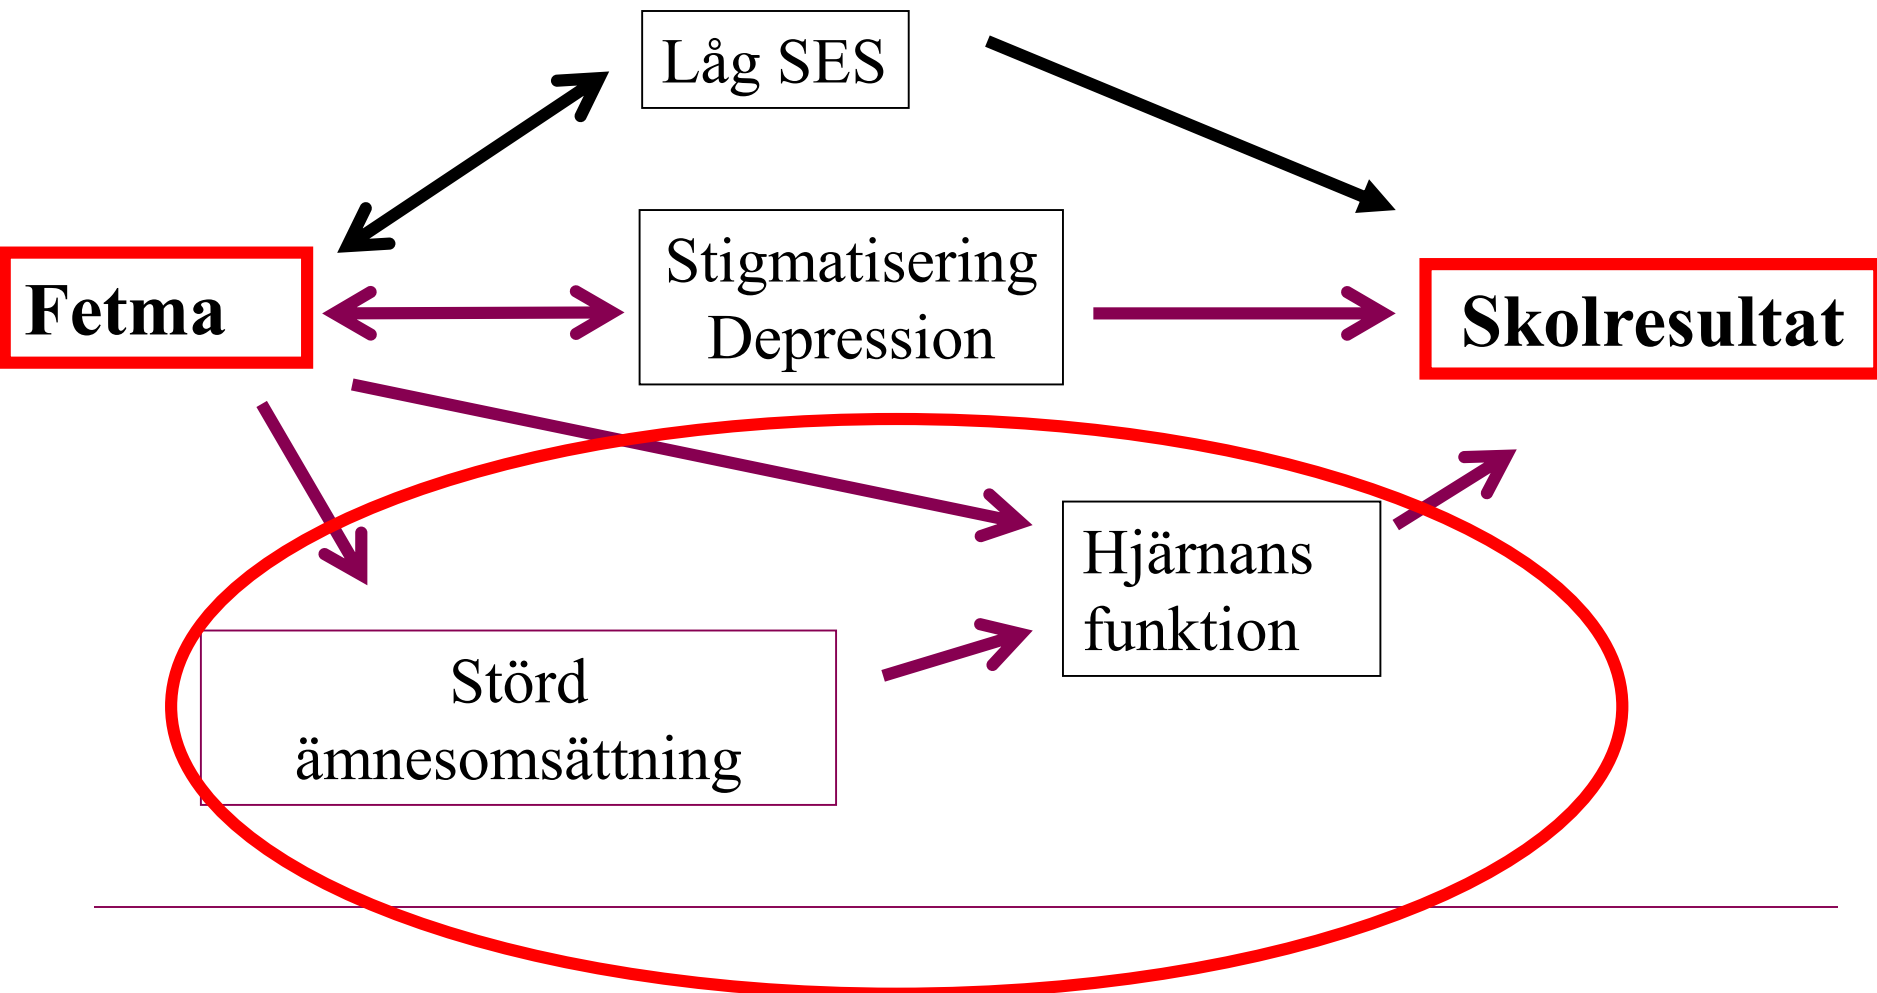 Låg SES
Stigmatisering
Depression
Fetma
Skolresultat
Hjärnans
funktion
Störd
ämnesomsättning